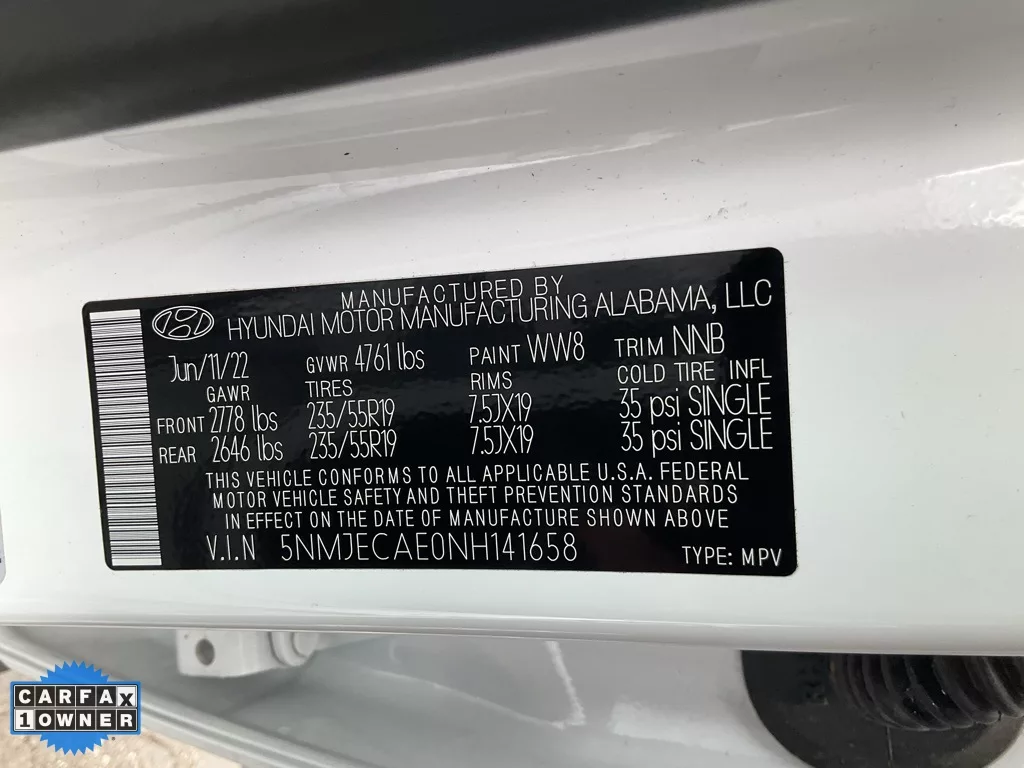 MANUFACTURED BY
HYUNDAI MOTOR MANUFACTURING ALABAMA, LLC
Jun/11/22 GVWR 4761 lbs PAINT WW8 TRIM NNB
GAWR TIRES RIMS COLD TIRE INFL
FRONT 2778 lbs 235/55R19 7.5JX19 35 psi SINGLE
REAR 2646 lbs 235/55R19 7.5JX19 35 psi SINGLE
THIS VEHICLE CONFORMS TO ALL APPLICABLE U.S.A. FEDERAL
MOTOR VEHICLE SAFETY AND THEFT PREVENTION STANDARDS
IN EFFECT ON THE DATE OF MANUFACTURE SHOWN ABOVE
V.I.N 5NMJECAE0NH141658 TYPE: MPV
CARFAX
1 OWNER